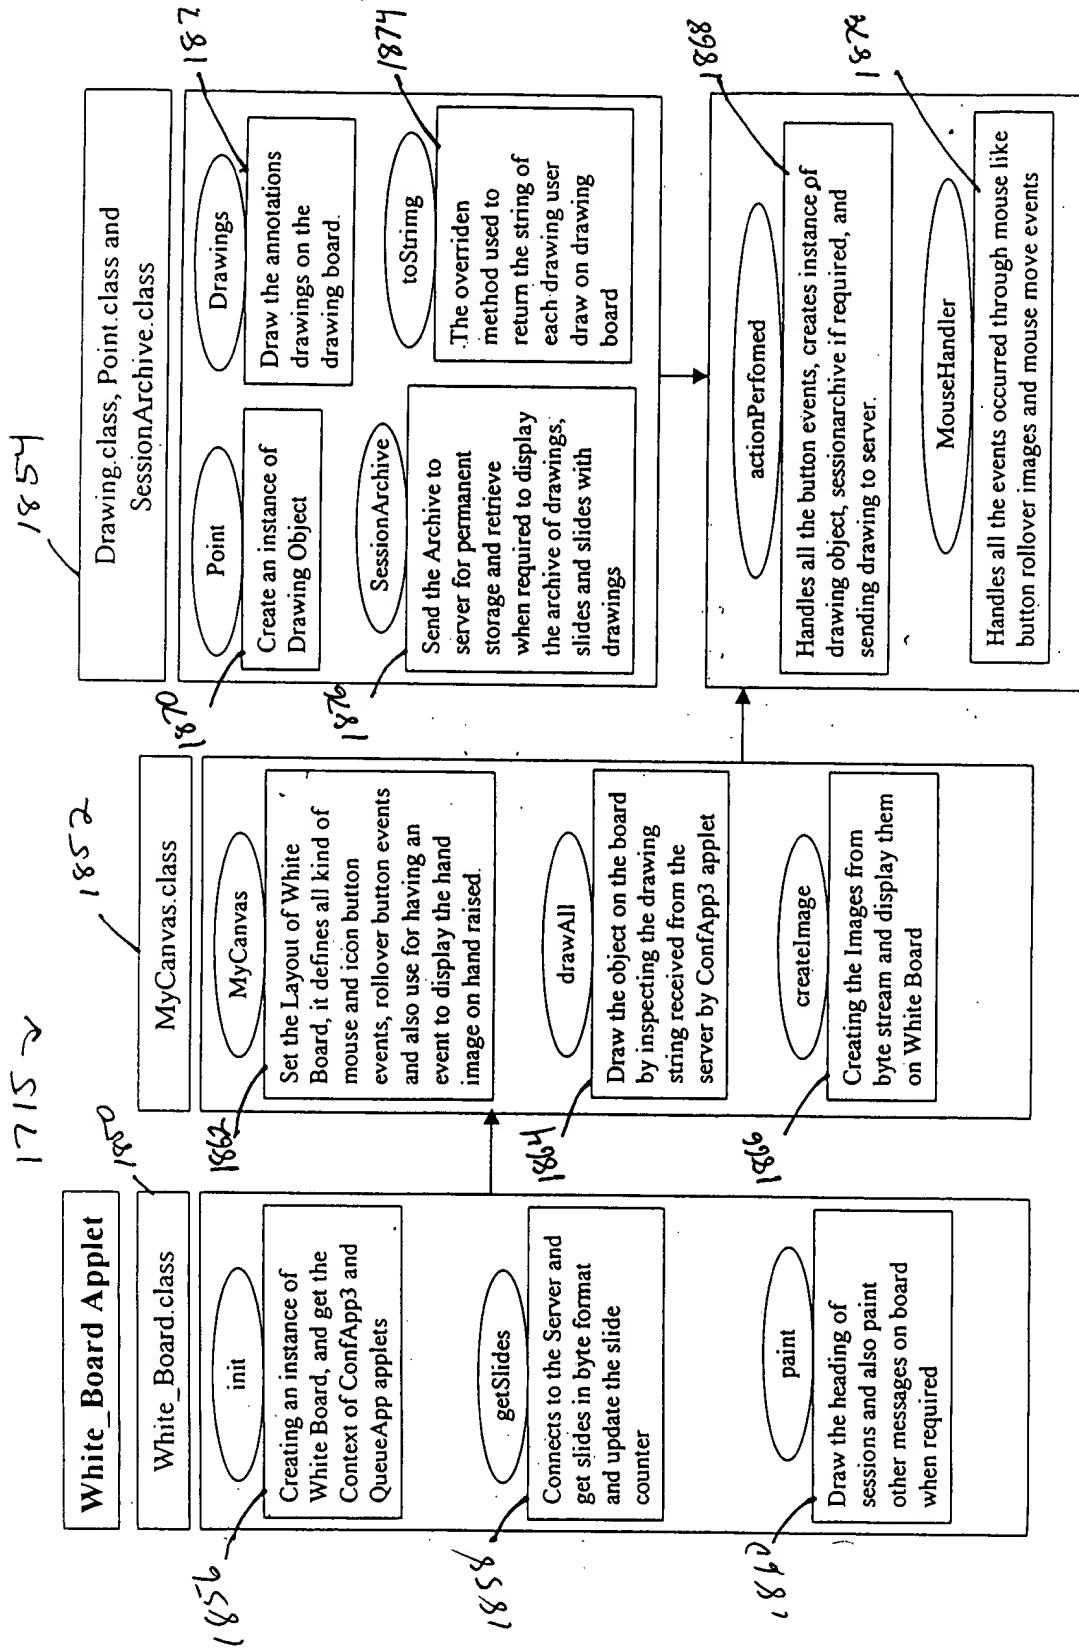 1715
White_Board Applet
1850
White_Board.class
init
1856
Creating an instance of
White Board, and get the
Context of ConfApp3 and
QueueApp applets
getSlides
1858
Connects to the Server and
get slides in byte format
and update the slide
counter
paint
1860
Draw the heading of
sessions and also paint
other messages on board
when required
1852
MyCanvas.class
MyCanvas
1862
Set the Layout of White
Board, it defines all kind of
mouse and icon button
events, rollover button events
and also use for having an
event to display the hand
image on hand raised.
drawAll
1864
Draw the object on the board
by inspecting the drawing
string received from the
server by ConfApp3 applet
createImage
1866
Creating the Images from
byte stream and display them
on White Board
1854
Drawing.class, Point.class and
SessionArchive.class
Point
1870
Create an instance of
Drawing Object
Drawings
187
Draw the annotations
drawings on the
drawing board.
SessionArchive
1876
Send the Archive to
server for permanent
storage and retrieve
when required to display
the archive of drawings,
slides and slides with
drawings
toString
1874
The overriden
method used to
return the string of
each drawing user
draw on drawing
board
actionPerfomed
1868
Handles all the button events, creates instance of
drawing object, sessionarchive if required, and
sending drawing to server.
MouseHandler
Handles all the events occurred through mouse like
button rollover images and mouse move events